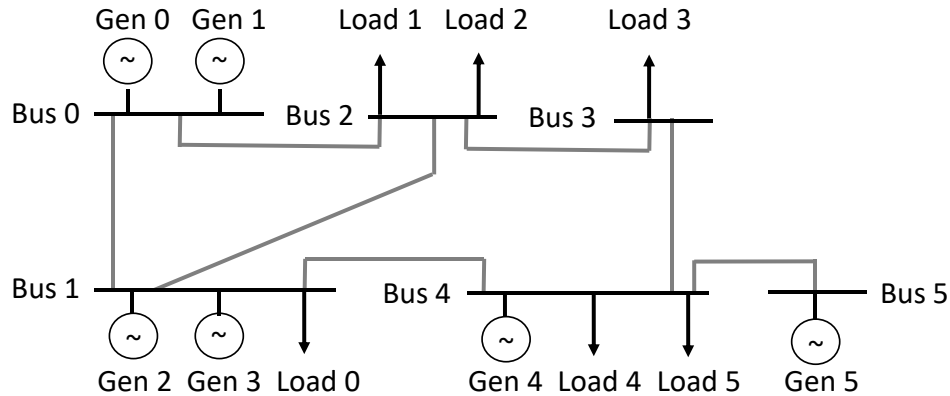 Gen 0 Gen 1 Load 1 Load 2 Load 3
~ ~
Bus 0 Bus 2 Bus 3
Bus 1 Bus 4 Bus 5
~ ~ ~ ~
Gen 2 Gen 3 Load 0 Gen 4 Load 4 Load 5 Gen 5